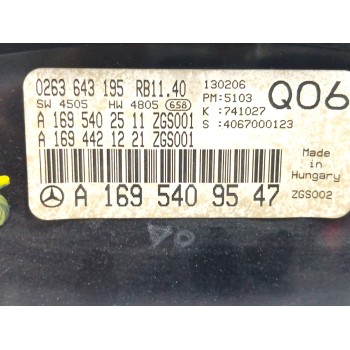 0263 643 195 RB11.40 130206 Q06
SW 4505 HW 4805 658 PM:5103
K :741027
A 169 540 25 11 ZGS001 S :4067000123
A 169 442 12 21 ZGS001
Made in
Hungary
A 169 540 95 47 ZGS002